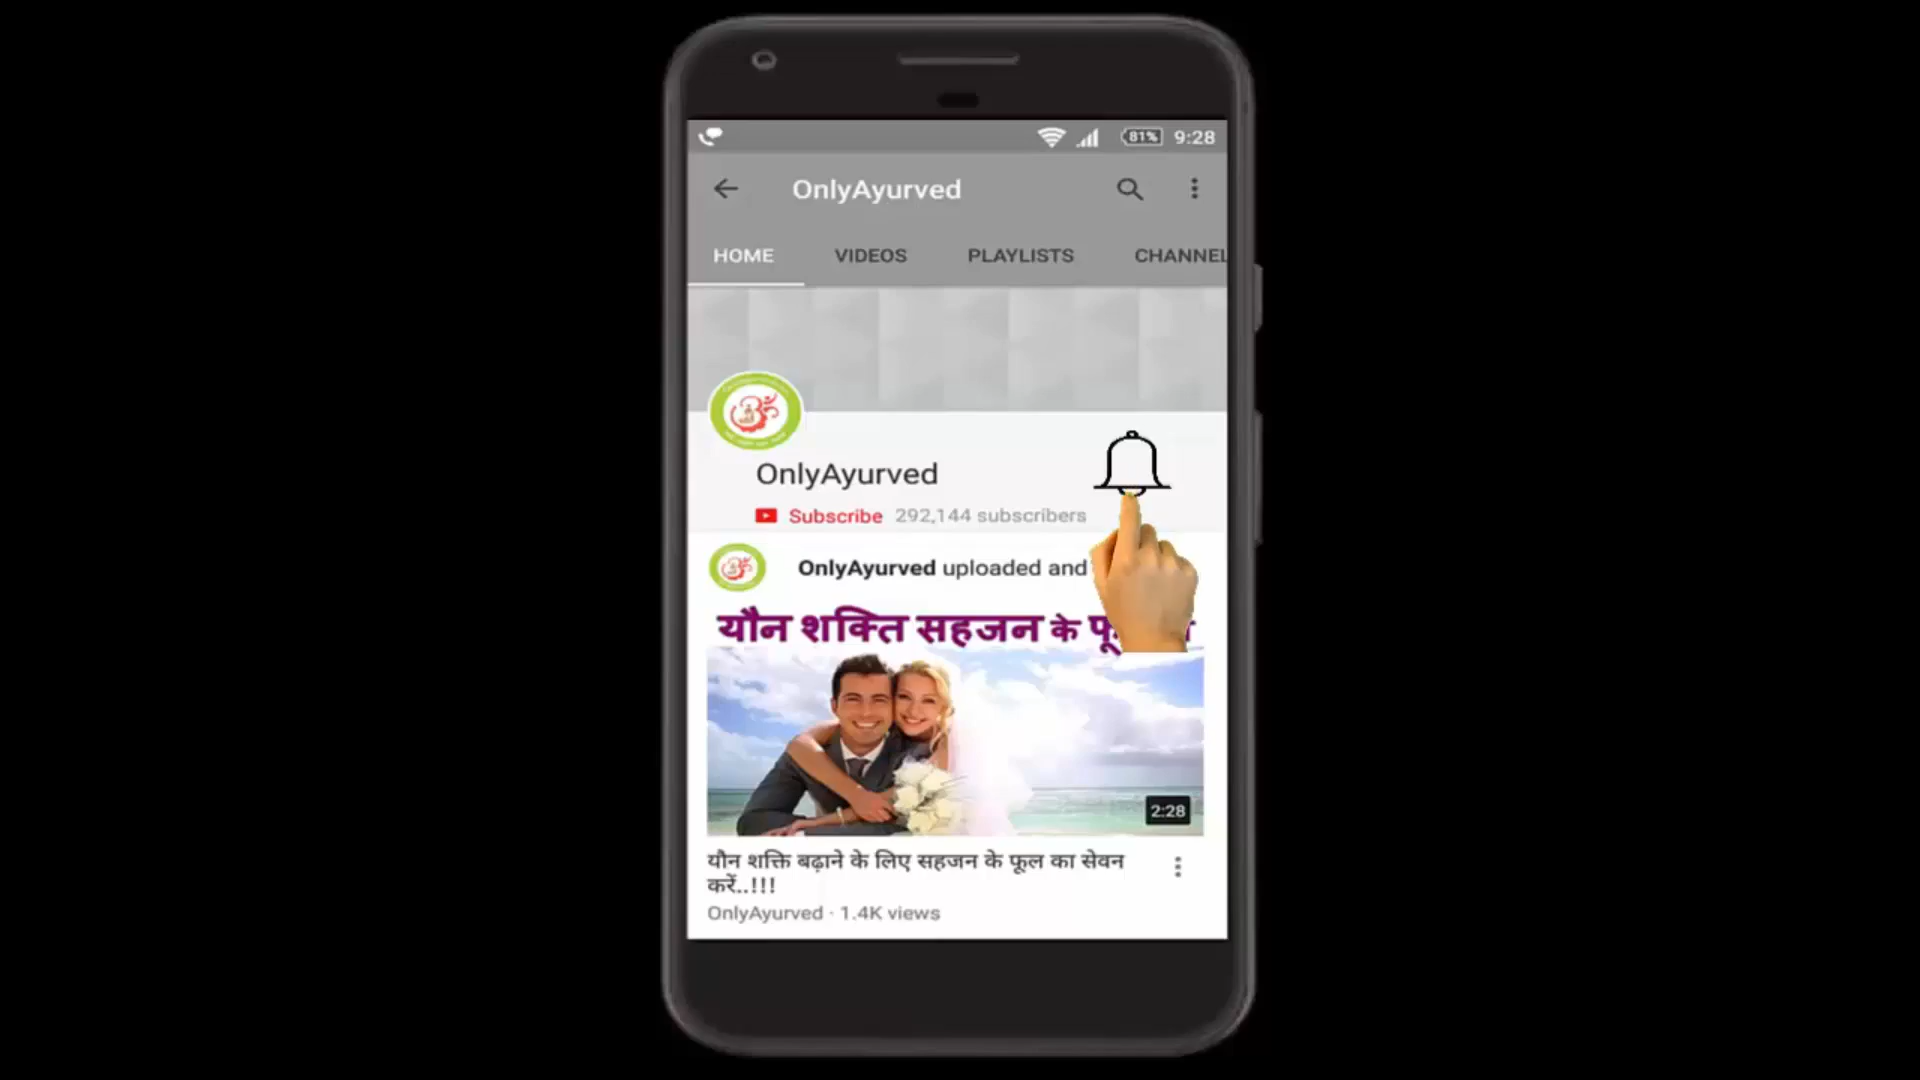 81% 9:28
OnlyAyurved
HOME VIDEOS PLAYLISTS CHANNEL
OnlyAyurved
Subscribe 292,144 subscribers
OnlyAyurved uploaded and
यौन शक्ति सहजन के
2:28
यौन शक्ति बढ़ाने के लिए सहजन के फूल का सेवन
करें..!!!
OnlyAyurved · 1.4K views